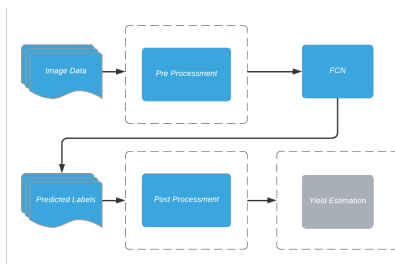 Image Data
Pre Processment
FCN
Predicted Labels
Post Processment
Yield Estimation